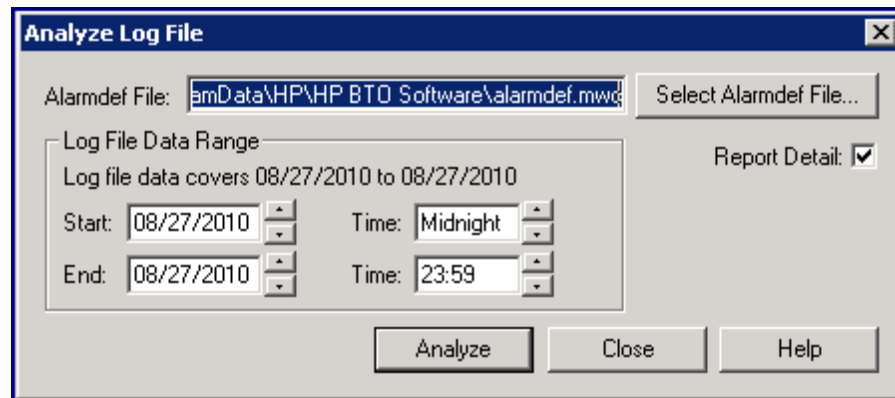 Analyze Log File
Alarmdef File: amData\HP\HP BTO Software\alarmdef.mwc Select Alarmdef File...
Log File Data Range
Report Detail:
Log file data covers 08/27/2010 to 08/27/2010
Start: 08/27/2010 Time: Midnight
End: 08/27/2010 Time: 23:59
Analyze Close Help